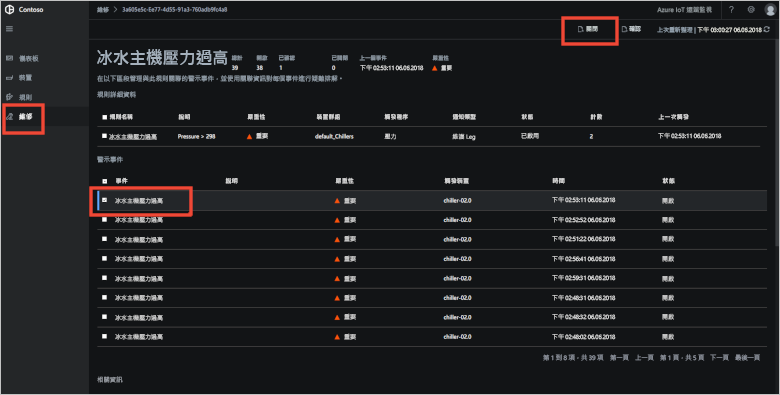 Contoso
維修 > 3a605e5c-5e77-4d55-91a3-760adb9fc4a8
Azure IoT 遠端監視
關閉
確認
上次重新整理 | 下午 03:03:27 06.06.2018
儀表板
裝置
規則
維修
冰水主機壓力過高
總計 39
開啟 38
已確認 1
已關閉 0
上一個事件 下午 02:53:11 06.06.2018
嚴重性 重要
在以下區段管理與此規則關聯的警示事件，並使用關聯資訊對每個事件進行疑難排解。
規則詳細資料
規則名稱 說明 嚴重性 裝置群組 觸發程序 通知類型 狀態 計數 上一次觸發
冰水主機壓力過高 Pressure > 298 重要 default_Chillers 壓力 維護 Log 已啟用 2 下午 02:53:11 06.06.2018
警示事件
事件 說明 嚴重性 觸發裝置 時間 狀態
冰水主機壓力過高 重要 chiller-02.0 下午 02:53:11 06.06.2018 開啟
冰水主機壓力過高 重要 chiller-02.0 下午 02:52:52 06.06.2018 開啟
冰水主機壓力過高 重要 chiller-02.0 下午 02:51:22 06.06.2018 開啟
冰水主機壓力過高 重要 chiller-02.0 下午 02:56:41 06.06.2018 開啟
冰水主機壓力過高 重要 chiller-02.0 下午 02:59:31 06.06.2018 開啟
冰水主機壓力過高 重要 chiller-02.0 下午 02:48:31 06.06.2018 開啟
冰水主機壓力過高 重要 chiller-02.0 下午 02:48:32 06.06.2018 開啟
冰水主機壓力過高 重要 chiller-02.0 下午 02:48:02 06.06.2018 開啟
第 1 到 8 項，共 39 項 第一頁 上一頁 第 1 頁，共 5 頁 下一頁 最後一頁
相關資訊